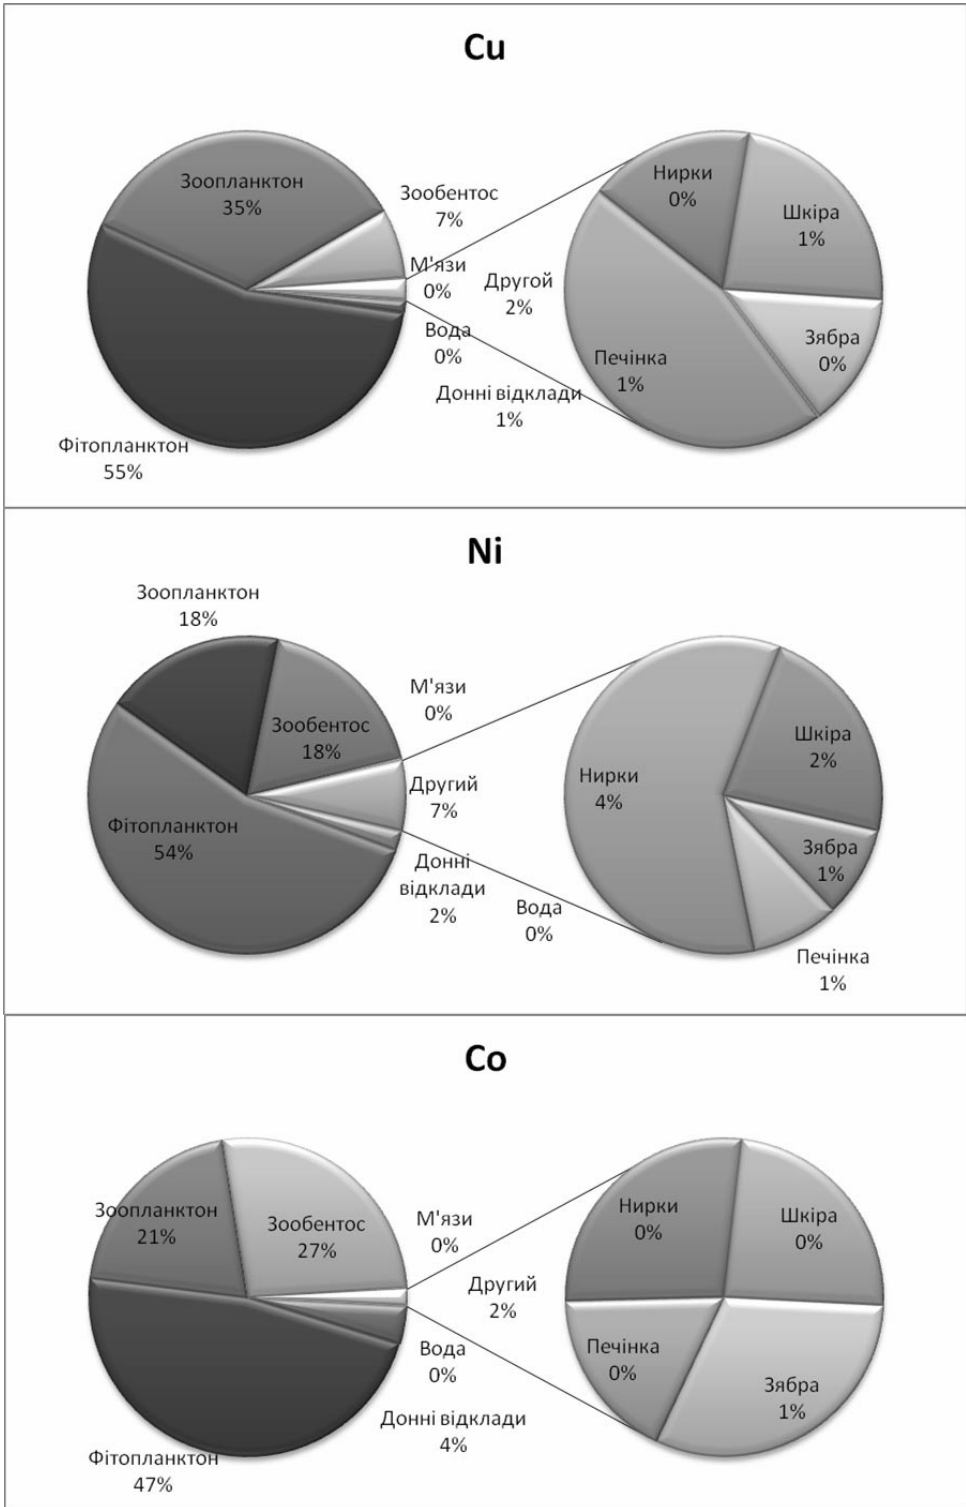 Cu
Зоопланктон
35%
Зообентос
7%
М'язи
0%
Другой
2%
Вода
0%
Донні відклади
1%
Фітопланктон
55%
Нирки
0%
Шкіра
1%
Зябра
0%
Печінка
1%
Ni
Зоопланктон
18%
Зообентос
18%
М'язи
0%
Другий
7%
Фітопланктон
54%
Донні
відклади
2%
Вода
0%
Нирки
4%
Шкіра
2%
Зябра
1%
Печінка
1%
Co
Зоопланктон
21%
Зообентос
27%
М'язи
0%
Другий
2%
Вода
0%
Донні відклади
4%
Фітопланктон
47%
Нирки
0%
Шкіра
0%
Печінка
0%
Зябра
1%